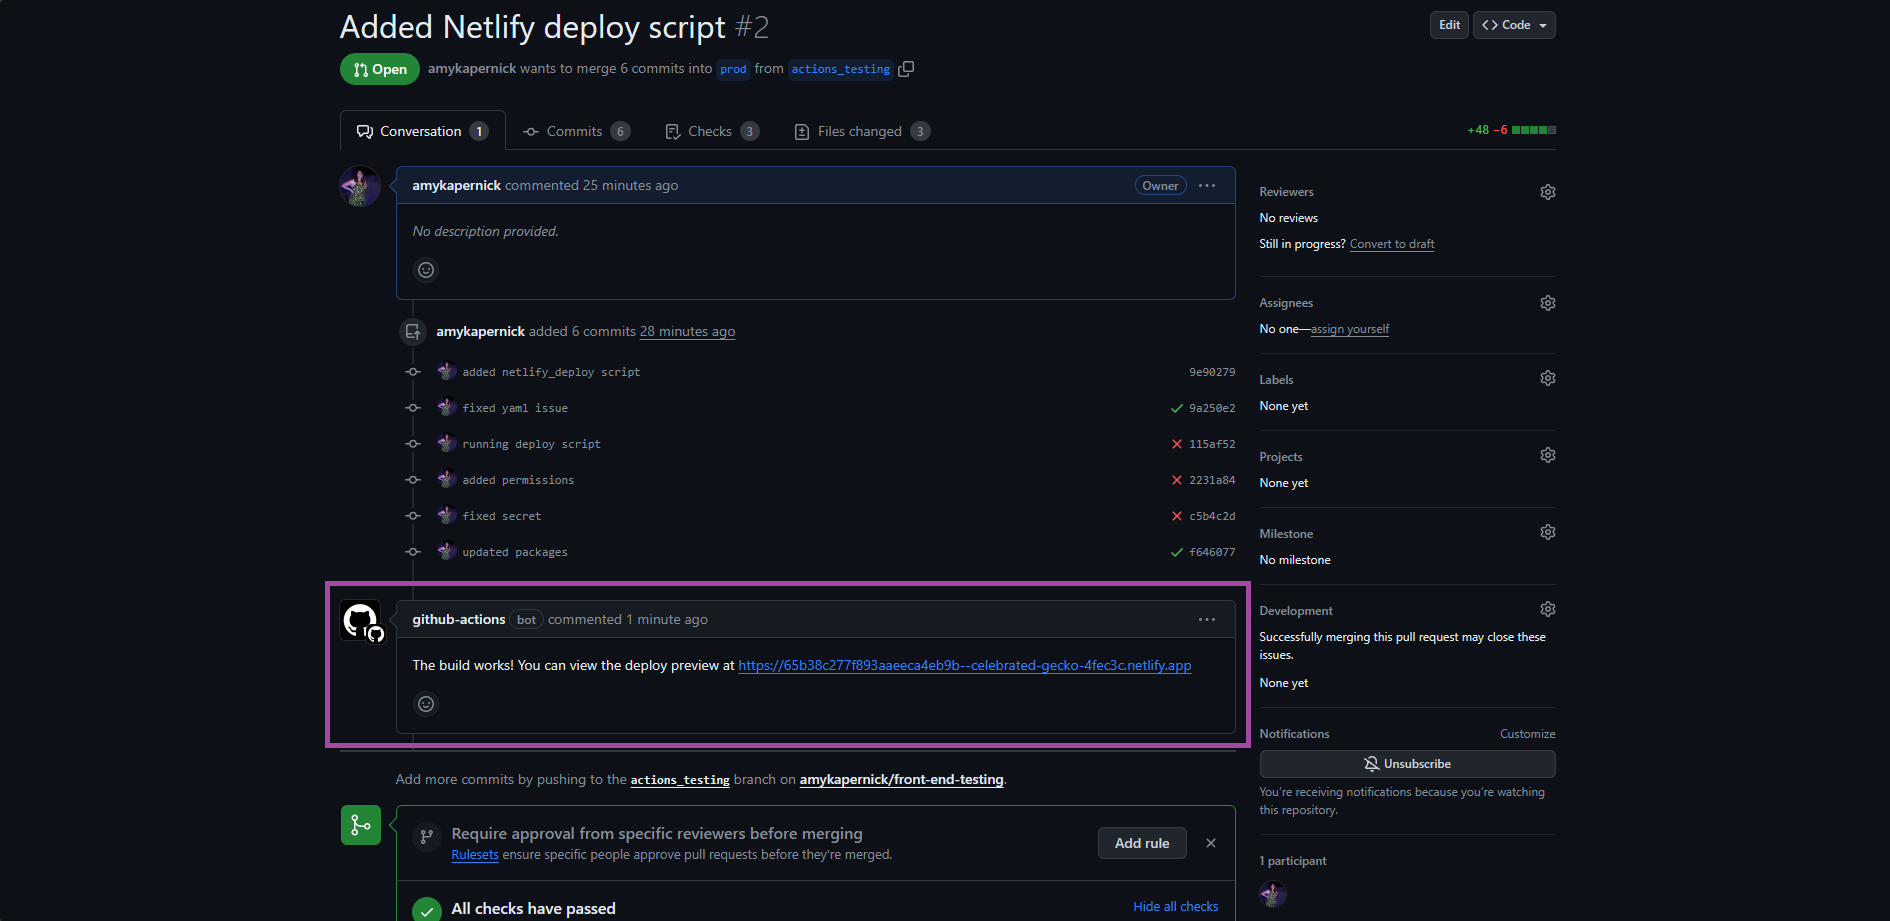 Added Netlify deploy script #2
Edit
Code
Open
amykapernick wants to merge 6 commits into prod from actions_testing
Conversation 1
Commits 6
Checks 3
Files changed 3
+48 −6
amykapernick commented 25 minutes ago
Owner
No description provided.
amykapernick added 6 commits 28 minutes ago
added netlify_deploy script 9e90279
fixed yaml issue 9a250e2
running deploy script 115af52
added permissions 2231a84
fixed secret c5b4c2d
updated packages f646077
github-actions bot commented 1 minute ago
The build works! You can view the deploy preview at https://65b38c277f893aaeeca4eb9b--celebrated-gecko-4fec3c.netlify.app
Add more commits by pushing to the actions_testing branch on amykapernick/front-end-testing.
Require approval from specific reviewers before merging
Rulesets ensure specific people approve pull requests before they're merged.
Add rule
All checks have passed
Hide all checks
Reviewers
No reviews
Still in progress? Convert to draft
Assignees
No one—assign yourself
Labels
None yet
Projects
None yet
Milestone
No milestone
Development
Successfully merging this pull request may close these
issues.
None yet
Notifications
Customize
Unsubscribe
You're receiving notifications because you're watching
this repository.
1 participant